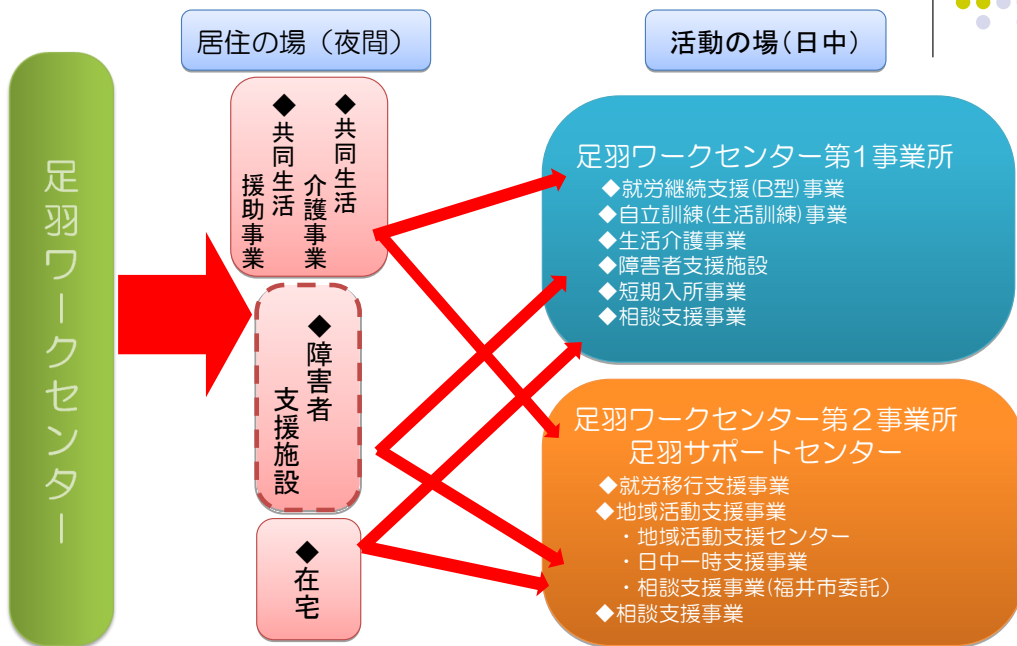 足羽ワークセンター
居住の場（夜間）
◆共同生活
介護事業
◆共同生活
援助事業
◆障害者
支援施設
◆在宅
活動の場(日中)
足羽ワークセンター第1事業所
◆就労継続支援(B型)事業
◆自立訓練(生活訓練)事業
◆生活介護事業
◆障害者支援施設
◆短期入所事業
◆相談支援事業
足羽ワークセンター第２事業所
足羽サポートセンター
◆就労移行支援事業
◆地域活動支援事業
・地域活動支援センター
・日中一時支援事業
・相談支援事業(福井市委託）
◆相談支援事業